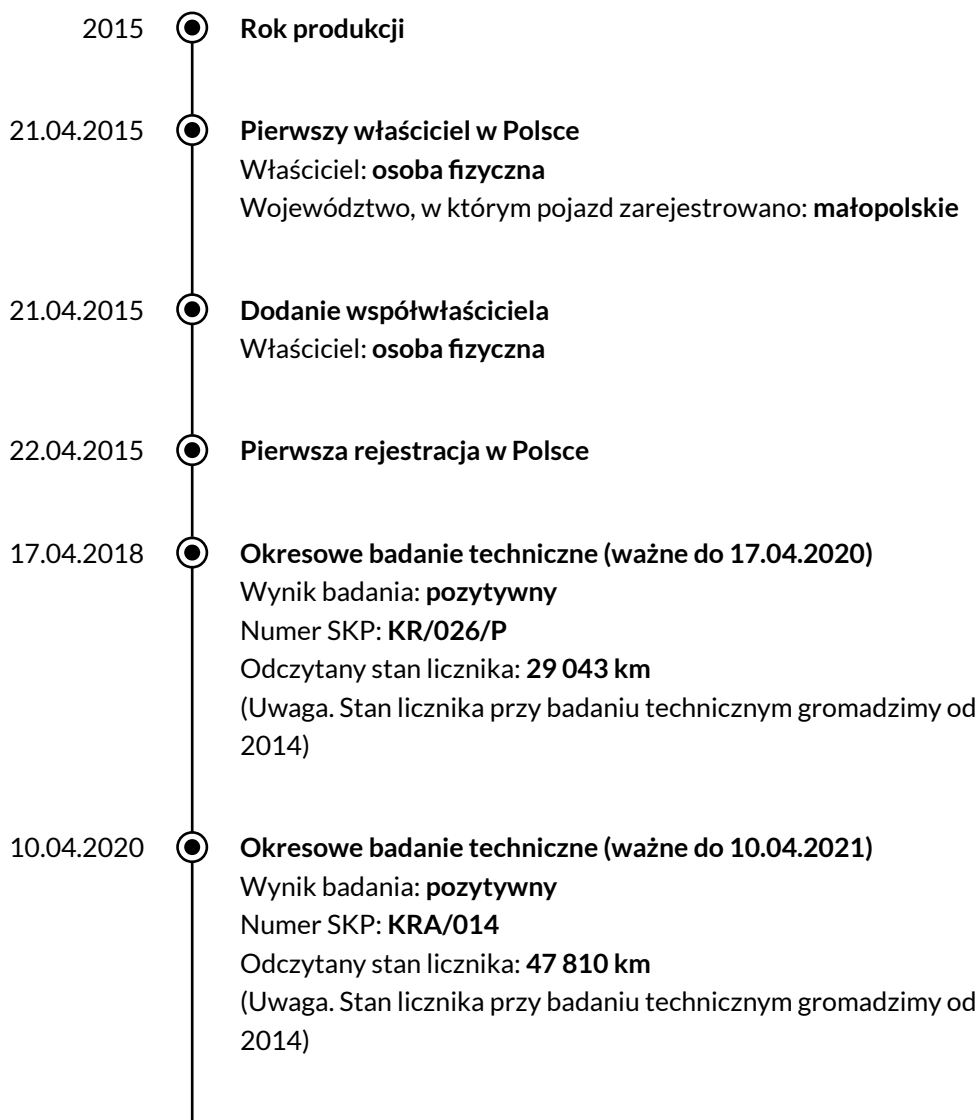 2015 Rok produkcji
21.04.2015 Pierwszy właściciel w Polsce
Właściciel: osoba fizyczna
Województwo, w którym pojazd zarejestrowano: małopolskie
21.04.2015 Dodanie współwłaściciela
Właściciel: osoba fizyczna
22.04.2015 Pierwsza rejestracja w Polsce
17.04.2018 Okresowe badanie techniczne (ważne do 17.04.2020)
Wynik badania: pozytywny
Numer SKP: KR/026/P
Odczytany stan licznika: 29 043 km
(Uwaga. Stan licznika przy badaniu technicznym gromadzimy od
2014)
10.04.2020 Okresowe badanie techniczne (ważne do 10.04.2021)
Wynik badania: pozytywny
Numer SKP: KRA/014
Odczytany stan licznika: 47 810 km
(Uwaga. Stan licznika przy badaniu technicznym gromadzimy od
2014)